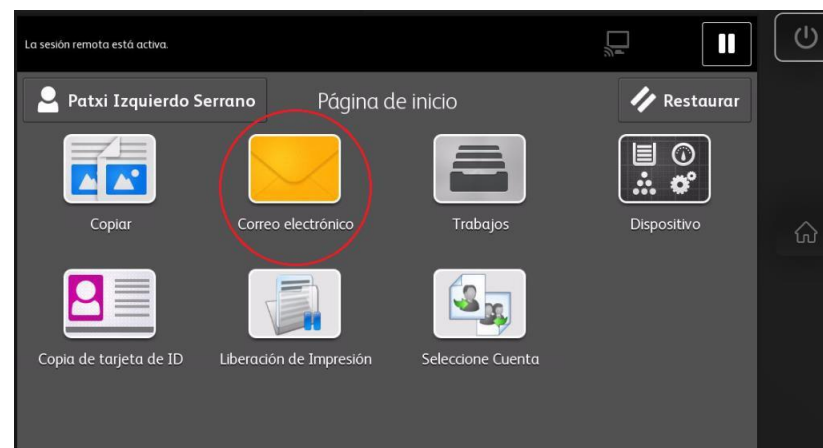 La sesión remota está activa.
Patxi Izquierdo Serrano
Página de inicio
Restaurar
Copiar
Correo electrónico
Trabajos
Dispositivo
Copia de tarjeta de ID
Liberación de Impresión
Seleccione Cuenta